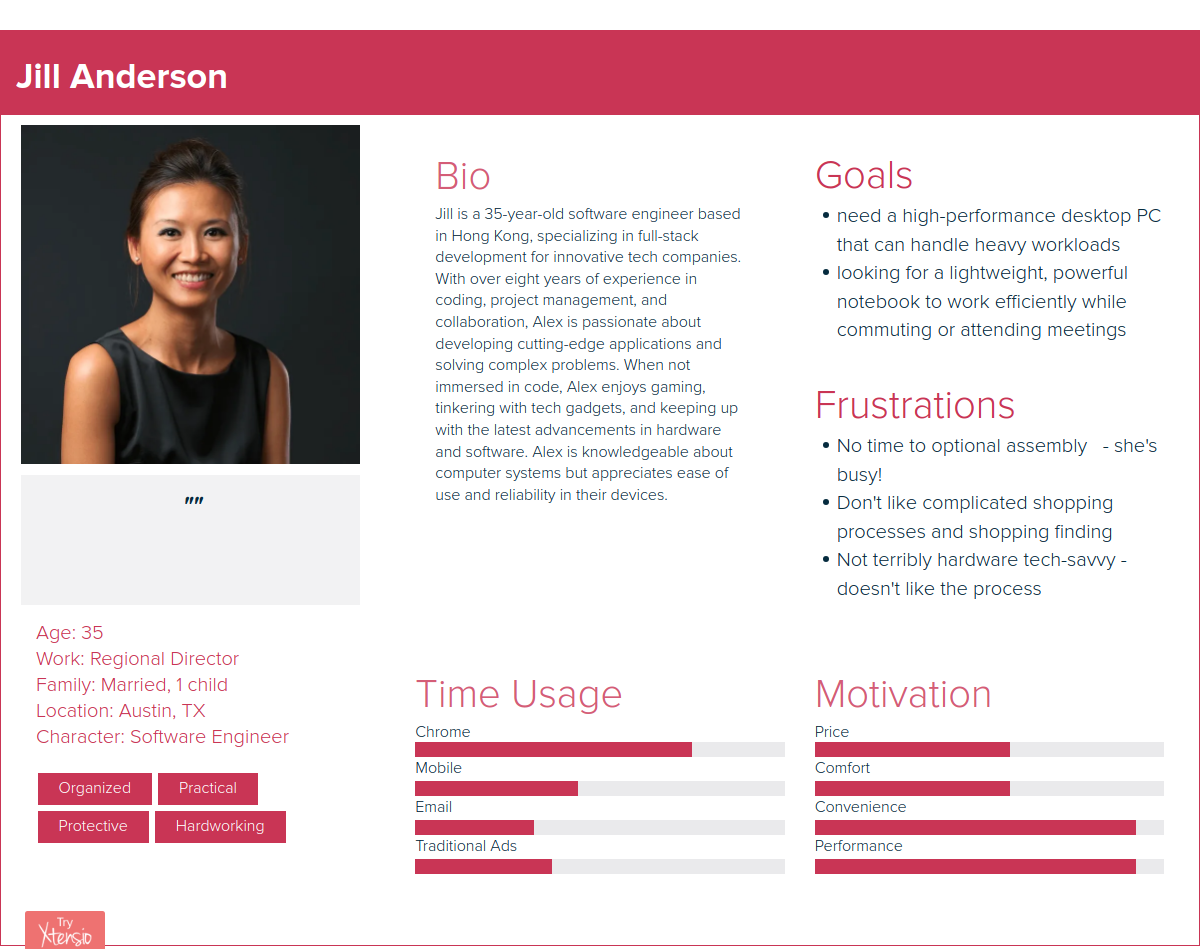 Jill Anderson
""
Age: 35
Work: Regional Director
Family: Married, 1 child
Location: Austin, TX
Character: Software Engineer
Organized
Practical
Protective
Hardworking
Try
Xtensio
Bio
Jill is a 35-year-old software engineer based
in Hong Kong, specializing in full-stack
development for innovative tech companies.
With over eight years of experience in
coding, project management, and
collaboration, Alex is passionate about
developing cutting-edge applications and
solving complex problems. When not
immersed in code, Alex enjoys gaming,
tinkering with tech gadgets, and keeping up
with the latest advancements in hardware
and software. Alex is knowledgeable about
computer systems but appreciates ease of
use and reliability in their devices.
Goals
• need a high-performance desktop PC
that can handle heavy workloads
• looking for a lightweight, powerful
notebook to work efficiently while
commuting or attending meetings
Frustrations
• No time to optional assembly - she's
busy!
• Don't like complicated shopping
processes and shopping finding
• Not terribly hardware tech-savvy -
doesn't like the process
Time Usage
Chrome
Mobile
Email
Traditional Ads
Motivation
Price
Comfort
Convenience
Performance